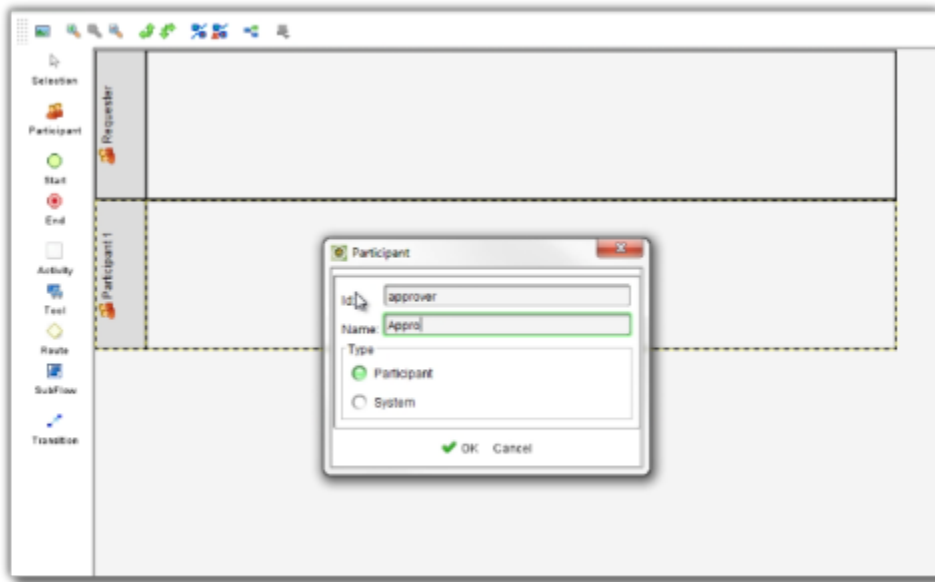 Selection
Participant
Start
End
Activity
Tool
Route
SubFlow
Transition
Requester
Participant 1
Participant
Id:
approver
Name:
Appro
Type
Participant
System
OK Cancel